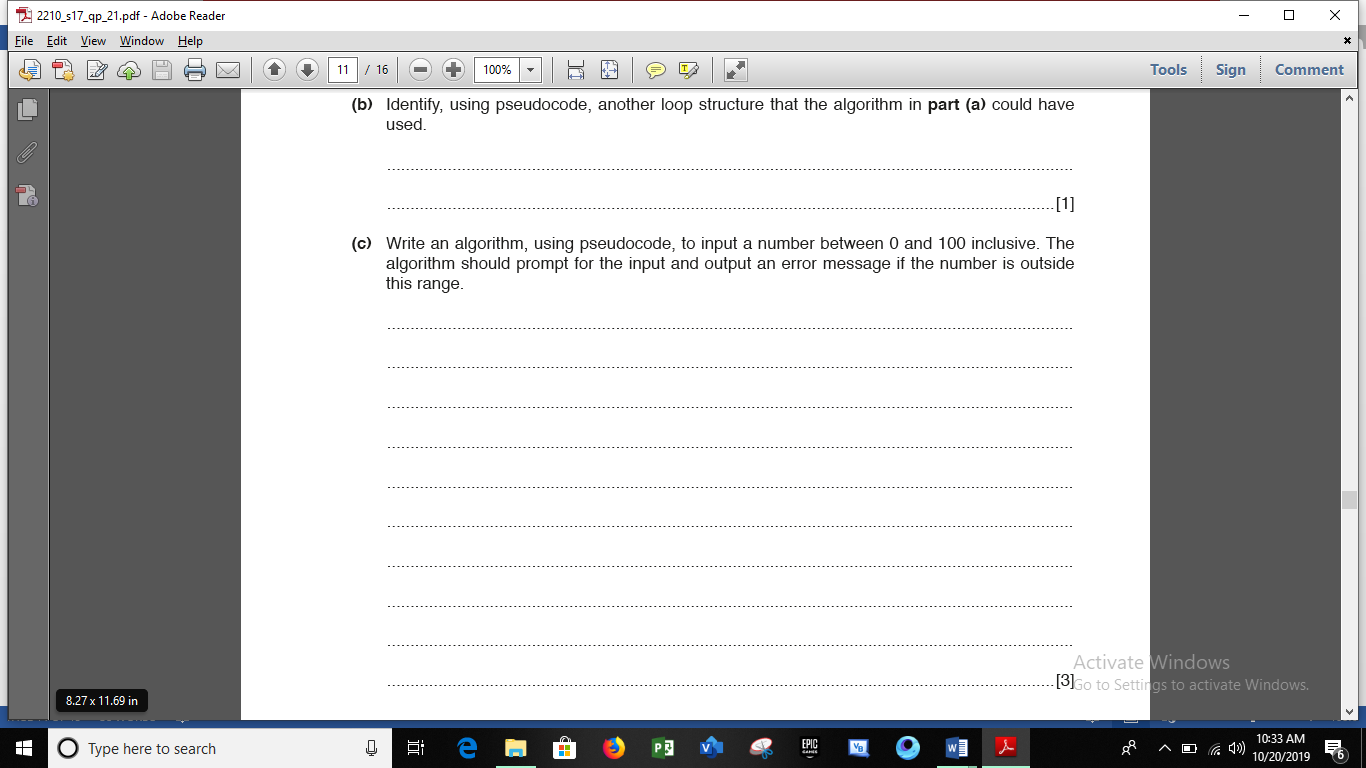 2210_s17_qp_21.pdf - Adobe Reader
File Edit View Window Help
11 / 16 100% Tools Sign Comment
(b) Identify, using pseudocode, another loop structure that the algorithm in part (a) could have
used.
[1]
(c) Write an algorithm, using pseudocode, to input a number between 0 and 100 inclusive. The
algorithm should prompt for the input and output an error message if the number is outside
this range.
[3]
Activate Windows
Go to Settings to activate Windows.
8.27 x 11.69 in
Type here to search
10:33 AM
10/20/2019
6